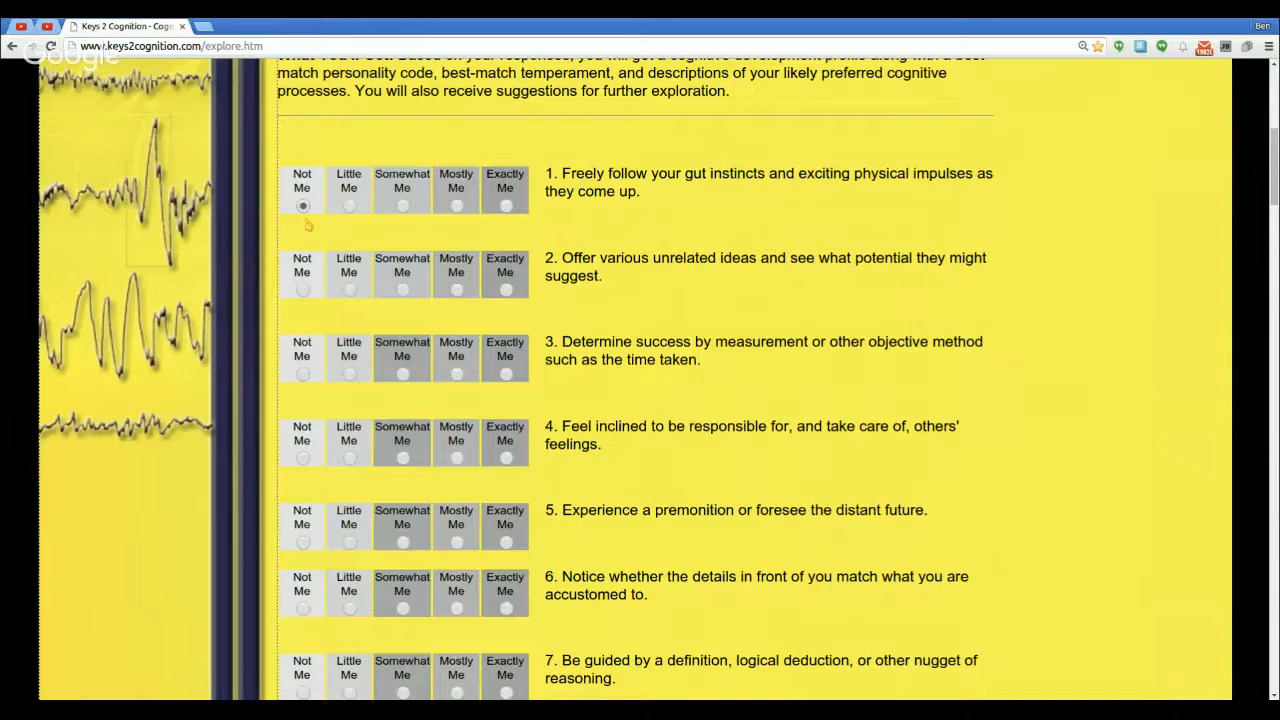 Keys 2 Cognition - Cogn
Ben
www.keys2cognition.com/explore.htm
Google
match personality code, best-match temperament, and descriptions of your likely preferred cognitive
processes. You will also receive suggestions for further exploration.
Not Me Little Me Somewhat Me Mostly Me Exactly Me
1. Freely follow your gut instincts and exciting physical impulses as
they come up.
Not Me Little Me Somewhat Me Mostly Me Exactly Me
2. Offer various unrelated ideas and see what potential they might
suggest.
Not Me Little Me Somewhat Me Mostly Me Exactly Me
3. Determine success by measurement or other objective method
such as the time taken.
Not Me Little Me Somewhat Me Mostly Me Exactly Me
4. Feel inclined to be responsible for, and take care of, others'
feelings.
Not Me Little Me Somewhat Me Mostly Me Exactly Me
5. Experience a premonition or foresee the distant future.
Not Me Little Me Somewhat Me Mostly Me Exactly Me
6. Notice whether the details in front of you match what you are
accustomed to.
Not Me Little Me Somewhat Me Mostly Me Exactly Me
7. Be guided by a definition, logical deduction, or other nugget of
reasoning.